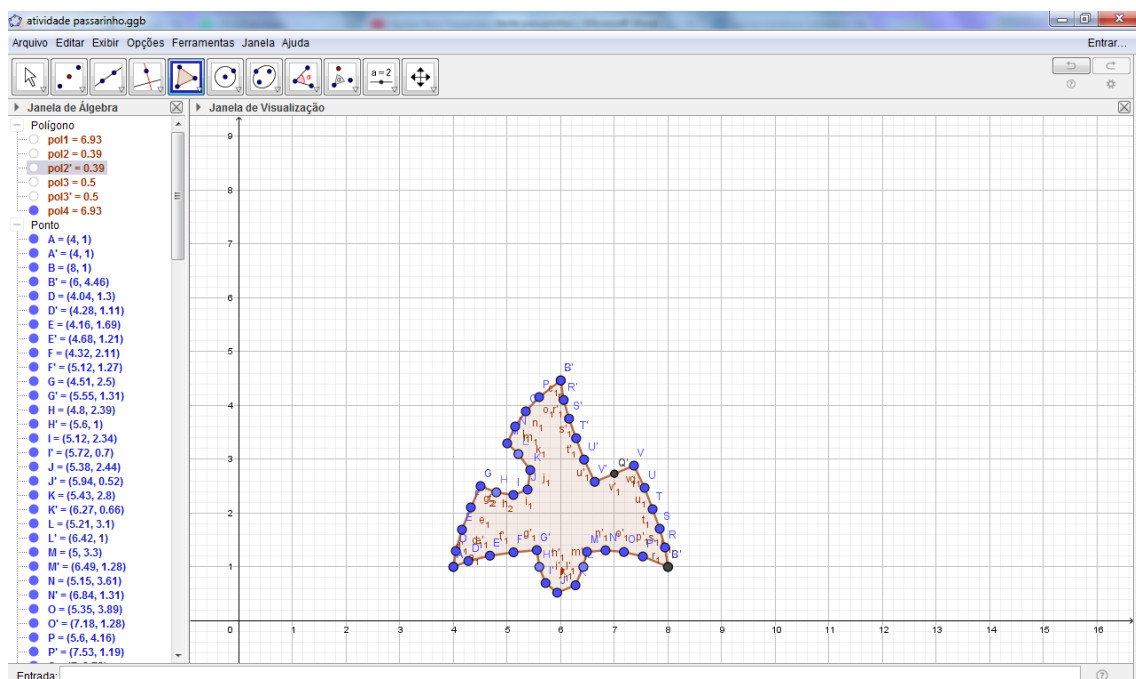 atividade passarinho.ggb
Arquivo Editar Exibir Opções Ferramentas Janela Ajuda
Entrar...
a=2
Janela de Álgebra
Janela de Visualização
Polígono
pol1 = 6.93
pol2 = 0.39
pol2' = 0.39
pol3 = 0.5
pol3' = 0.5
pol4 = 6.93
Ponto
A = (4, 1)
A' = (4, 1)
B = (8, 1)
B' = (6, 4.46)
D = (4.04, 1.3)
D' = (4.28, 1.11)
E = (4.16, 1.69)
E' = (4.68, 1.21)
F = (4.32, 2.11)
F' = (5.12, 1.27)
G = (4.51, 2.5)
G' = (5.55, 1.31)
H = (4.8, 2.39)
H' = (5.6, 1)
I = (5.12, 2.34)
I' = (5.72, 0.7)
J = (5.38, 2.44)
J' = (5.94, 0.52)
K = (5.43, 2.8)
K' = (6.27, 0.66)
L = (5.21, 3.1)
L' = (6.42, 1)
M = (5, 3.3)
M' = (6.49, 1.28)
N = (5.15, 3.61)
N' = (6.84, 1.31)
O = (5.35, 3.89)
O' = (7.18, 1.28)
P = (5.6, 4.16)
P' = (7.53, 1.19)
9
8
7
6
5
4
3
2
1
0 1 2 3 4 5 6 7 8 9 10 11 12 13 14 15 16
B'
P
R'
S'
N
T'
U'
K
V'
Q'
V
G
H
I
U
T
S
R
E
F'
G'
B'
Entrada: